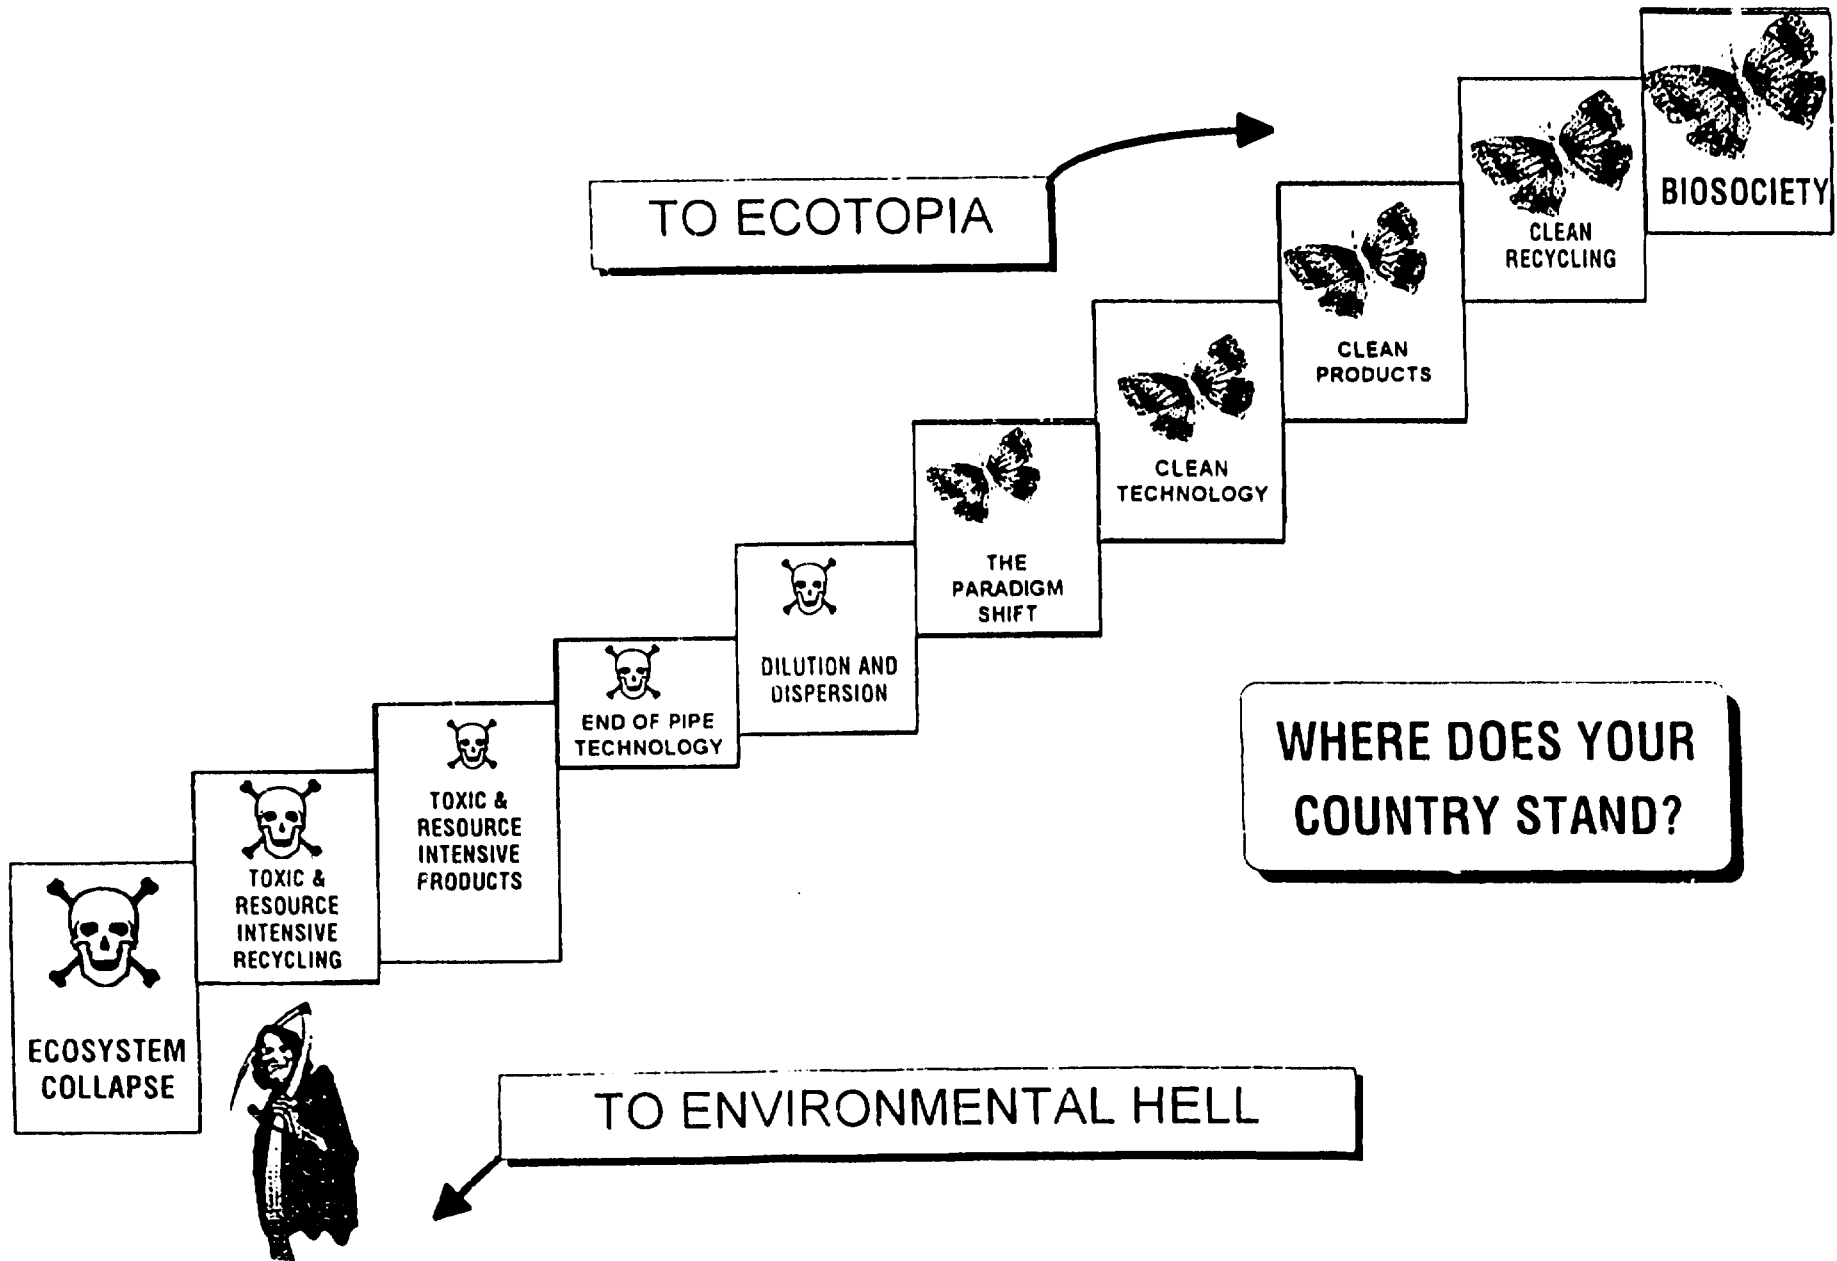 TO ECOTOPIA
BIOSOCIETY
CLEAN
RECYCLING
CLEAN
PRODUCTS
CLEAN
TECHNOLOGY
THE
PARADIGM
SHIFT
DILUTION AND
DISPERSION
END OF PIPE
TECHNOLOGY
TOXIC &
RESOURCE
INTENSIVE
PRODUCTS
TOXIC &
RESOURCE
INTENSIVE
RECYCLING
ECOSYSTEM
COLLAPSE
WHERE DOES YOUR
COUNTRY STAND?
TO ENVIRONMENTAL HELL